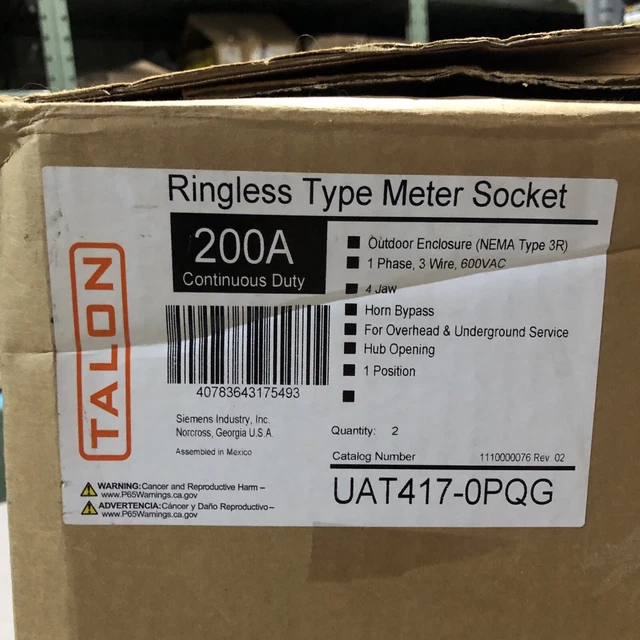 Ringless Type Meter Socket
200A
Continuous Duty
Outdoor Enclosure (NEMA Type 3R)
1 Phase, 3 Wire, 600VAC
4 Jaw
Horn Bypass
For Overhead & Underground Service
Hub Opening
1 Position
TALON
40783643175493
Siemens Industry, Inc.
Norcross, Georgia U.S.A.
Assembled in Mexico
Quantity: 2
Catalog Number 1110000076 Rev 02
UAT417-0PQG
WARNING: Cancer and Reproductive Harm –
www.P65Warnings.ca.gov
ADVERTENCIA: Cáncer y Daño Reproductivo–
www.P65Warnings.ca.gov